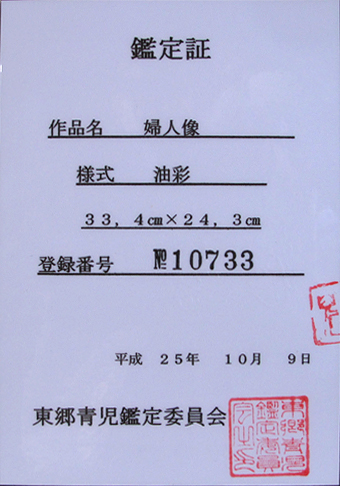 鑑定証
作品名　婦人像
様式　油彩
３３，４㎝×２４，３㎝
登録番号　№10733
平成　２５年　１０月　９日
東郷青児鑑定委員会